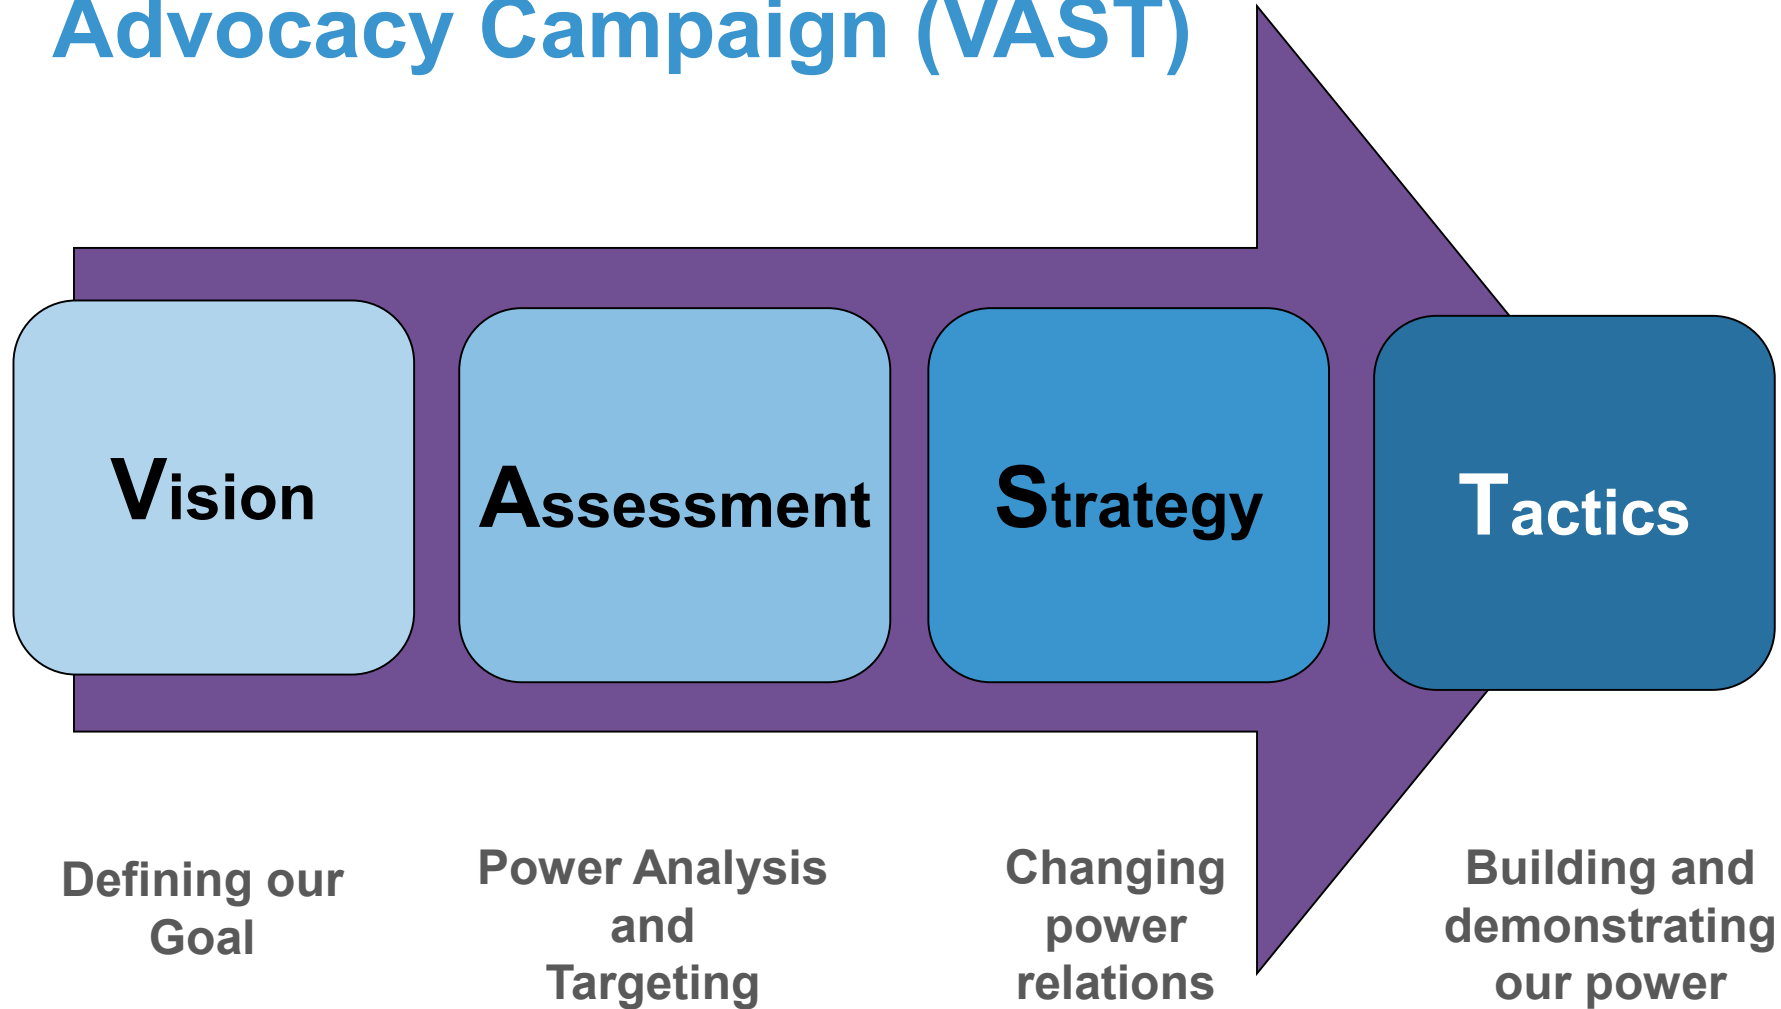 Advocacy Campaign (VAST)
Vision
Assessment
Strategy
Tactics
Defining our
Goal
Power Analysis
and
Targeting
Changing
power
relations
Building and
demonstrating
our power